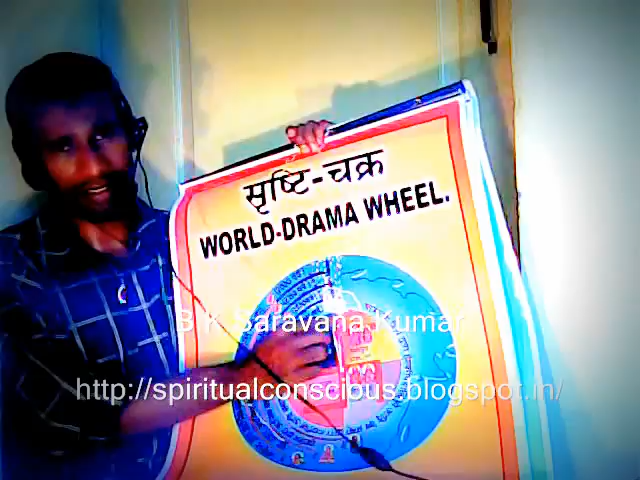 सृष्टि-चक्र
WORLD-DRAMA WHEEL.
B K Saravana Kumar
http://spiritualconscious.blogspot.in/